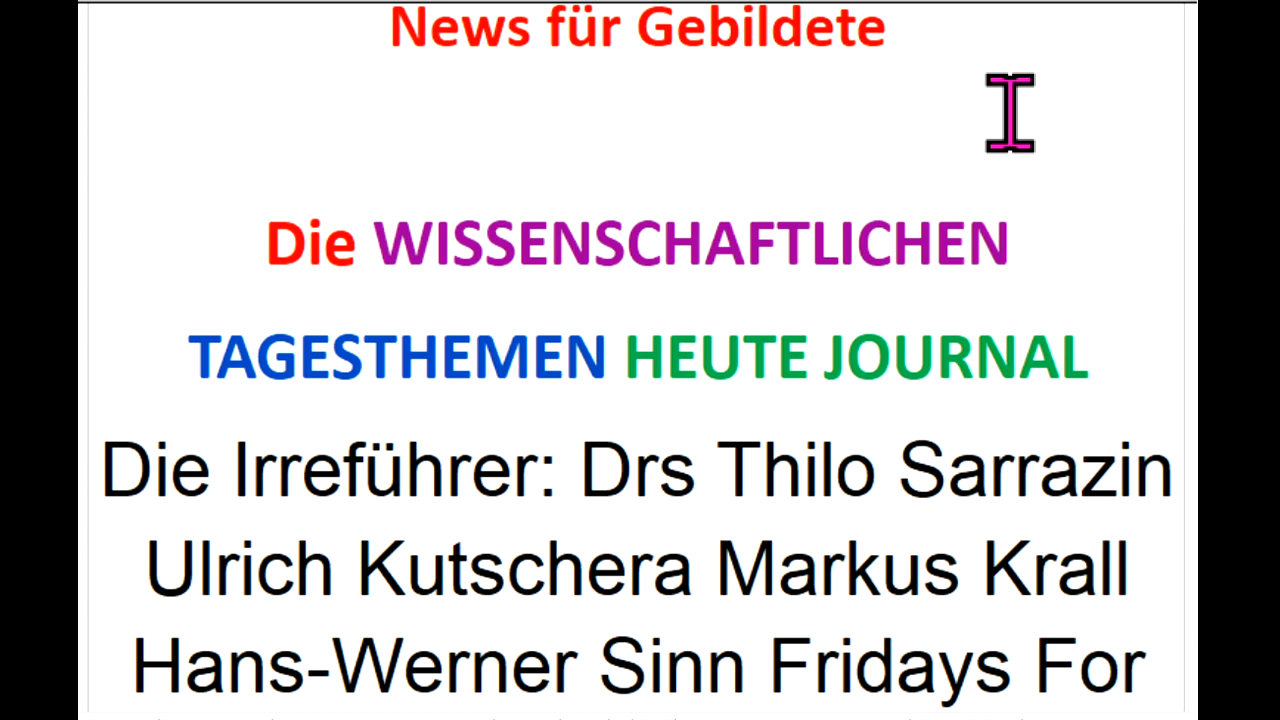 News für Gebildete
Die WISSENSCHAFTLICHEN
TAGESTHEMEN HEUTE JOURNAL
Die Irreführer: Drs Thilo Sarrazin
Ulrich Kutschera Markus Krall
Hans-Werner Sinn Fridays For